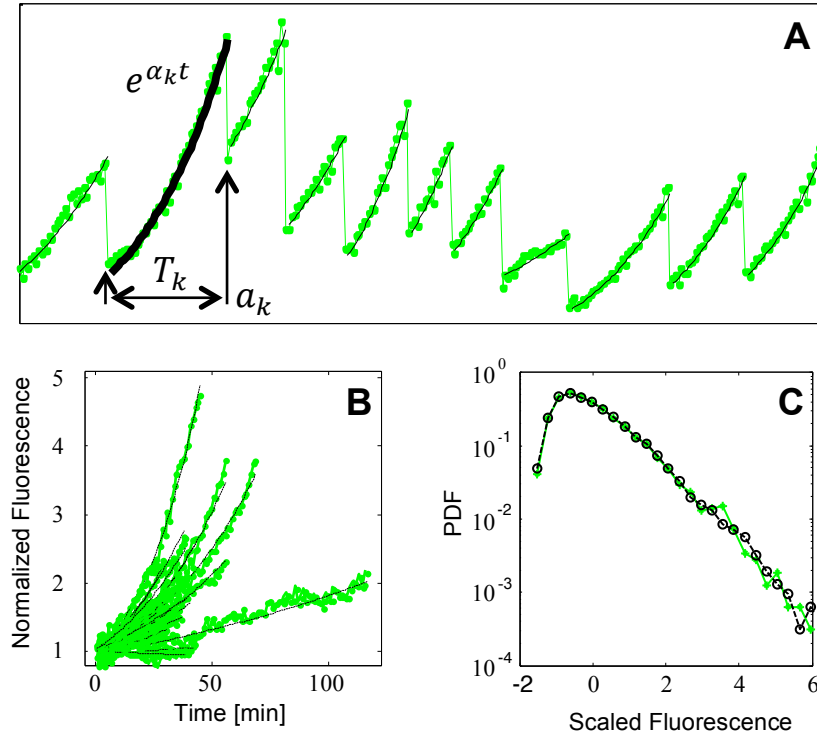 A
e^{α_k t}
T_k
a_k
B
Normalized Fluorescence
5
4
3
2
1
0
50
100
Time [min]
C
PDF
10^0
10^{-1}
10^{-2}
10^{-3}
10^{-4}
-2
0
2
4
6
Scaled Fluorescence